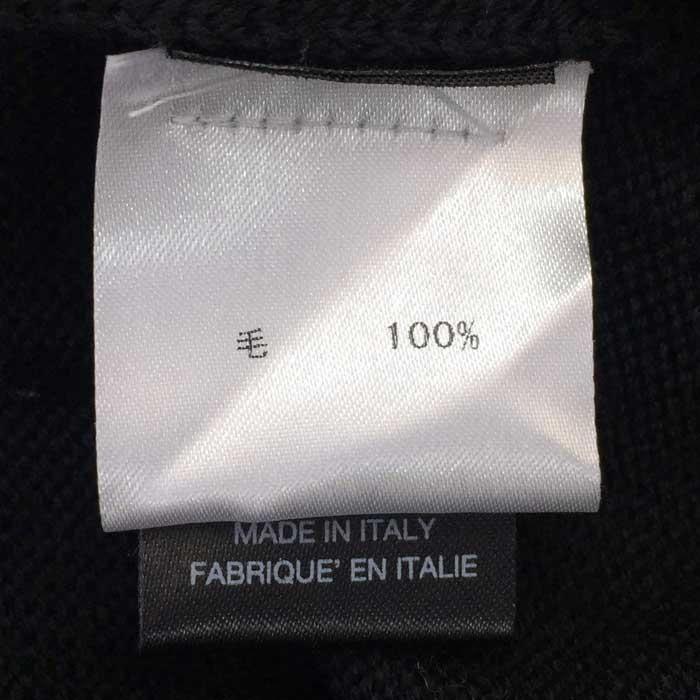 毛 100%
MADE IN ITALY
FABRIQUE' EN ITALIE